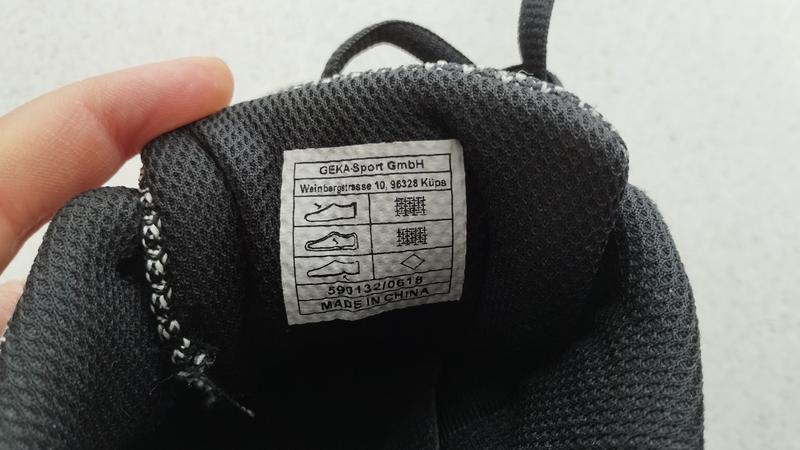 GEKA-Sport GmbH
Weinbergstrasse 10, 96328 Küps
590132/0618
MADE IN CHINA